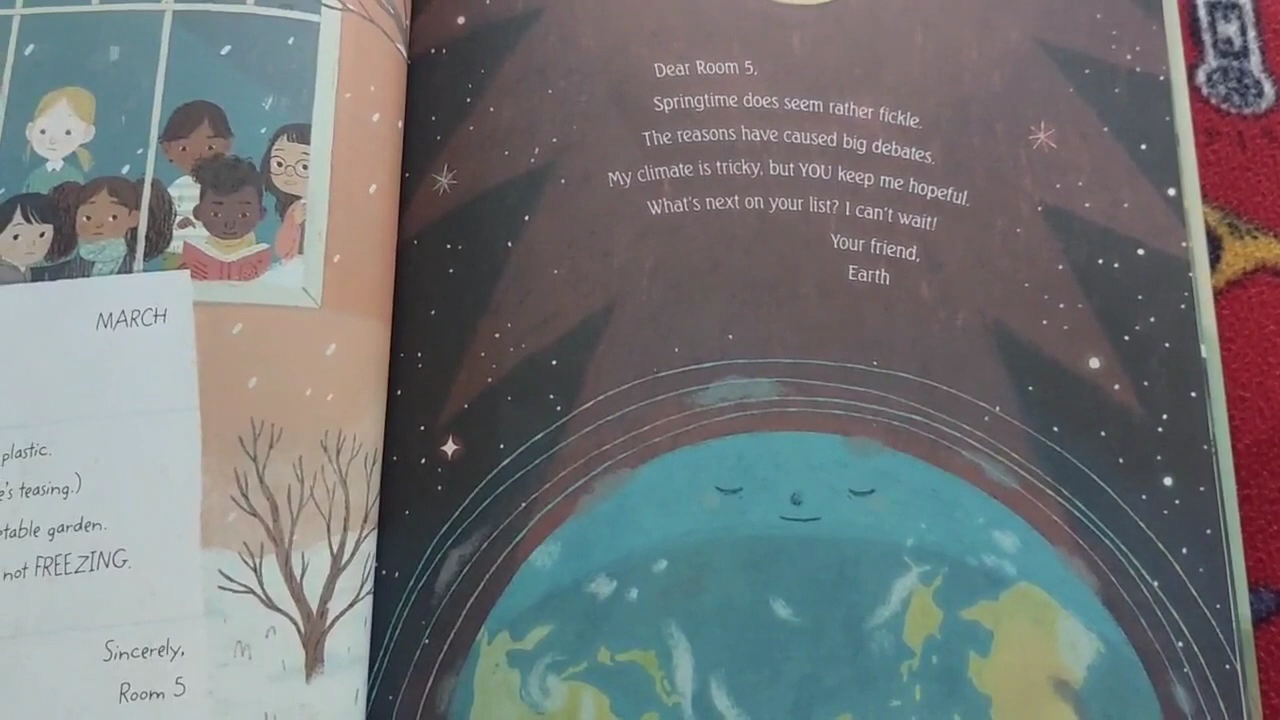 MARCH
plastic.
's teasing.)
garden.
not FREEZING.
Sincerely,
Room 5
Dear Room 5,
Springtime does seem rather fickle.
The reasons have caused big debates.
My climate is tricky, but YOU keep me hopeful.
What's next on your list? I can't wait!
Your friend,
Earth